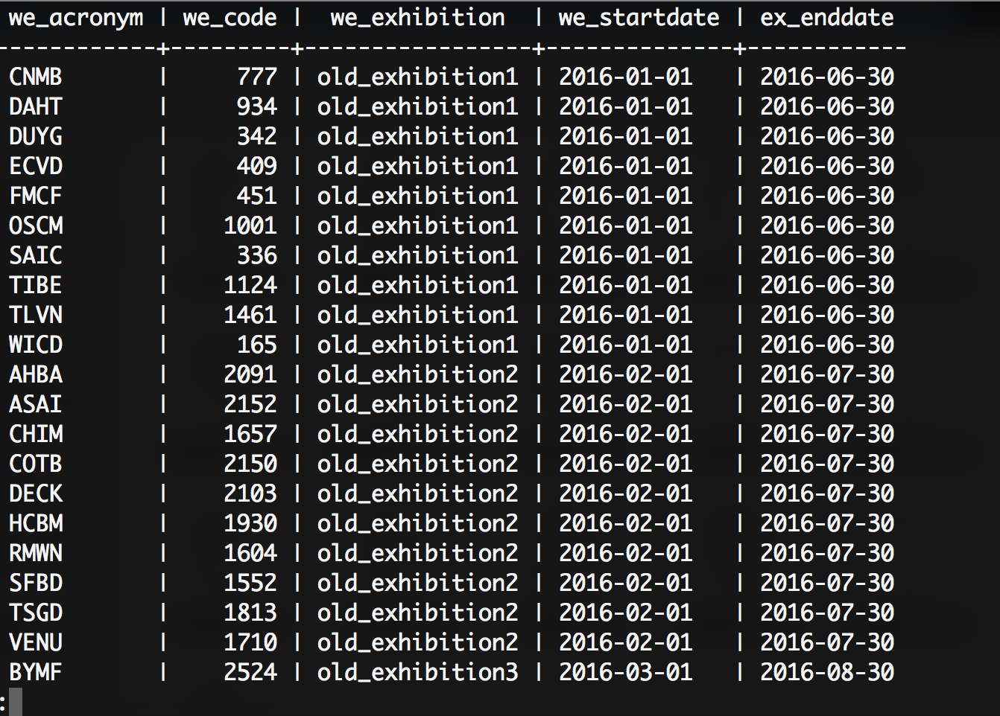 we_acronym | we_code |  we_exhibition  | we_startdate | ex_enddate
------------+---------+-----------------+--------------+------------
CNMB       |     777 | old_exhibition1 | 2016-01-01   | 2016-06-30
DAHT       |     934 | old_exhibition1 | 2016-01-01   | 2016-06-30
DUYG       |     342 | old_exhibition1 | 2016-01-01   | 2016-06-30
ECVD       |     409 | old_exhibition1 | 2016-01-01   | 2016-06-30
FMCF       |     451 | old_exhibition1 | 2016-01-01   | 2016-06-30
OSCM       |    1001 | old_exhibition1 | 2016-01-01   | 2016-06-30
SAIC       |     336 | old_exhibition1 | 2016-01-01   | 2016-06-30
TIBE       |    1124 | old_exhibition1 | 2016-01-01   | 2016-06-30
TLVN       |    1461 | old_exhibition1 | 2016-01-01   | 2016-06-30
WICD       |     165 | old_exhibition1 | 2016-01-01   | 2016-06-30
AHBA       |    2091 | old_exhibition2 | 2016-02-01   | 2016-07-30
ASAI       |    2152 | old_exhibition2 | 2016-02-01   | 2016-07-30
CHIM       |    1657 | old_exhibition2 | 2016-02-01   | 2016-07-30
COTB       |    2150 | old_exhibition2 | 2016-02-01   | 2016-07-30
DECK       |    2103 | old_exhibition2 | 2016-02-01   | 2016-07-30
HCBM       |    1930 | old_exhibition2 | 2016-02-01   | 2016-07-30
RMWN       |    1604 | old_exhibition2 | 2016-02-01   | 2016-07-30
SFBD       |    1552 | old_exhibition2 | 2016-02-01   | 2016-07-30
TSGD       |    1813 | old_exhibition2 | 2016-02-01   | 2016-07-30
VENU       |    1710 | old_exhibition2 | 2016-02-01   | 2016-07-30
BYMF       |    2524 | old_exhibition3 | 2016-03-01   | 2016-08-30
: